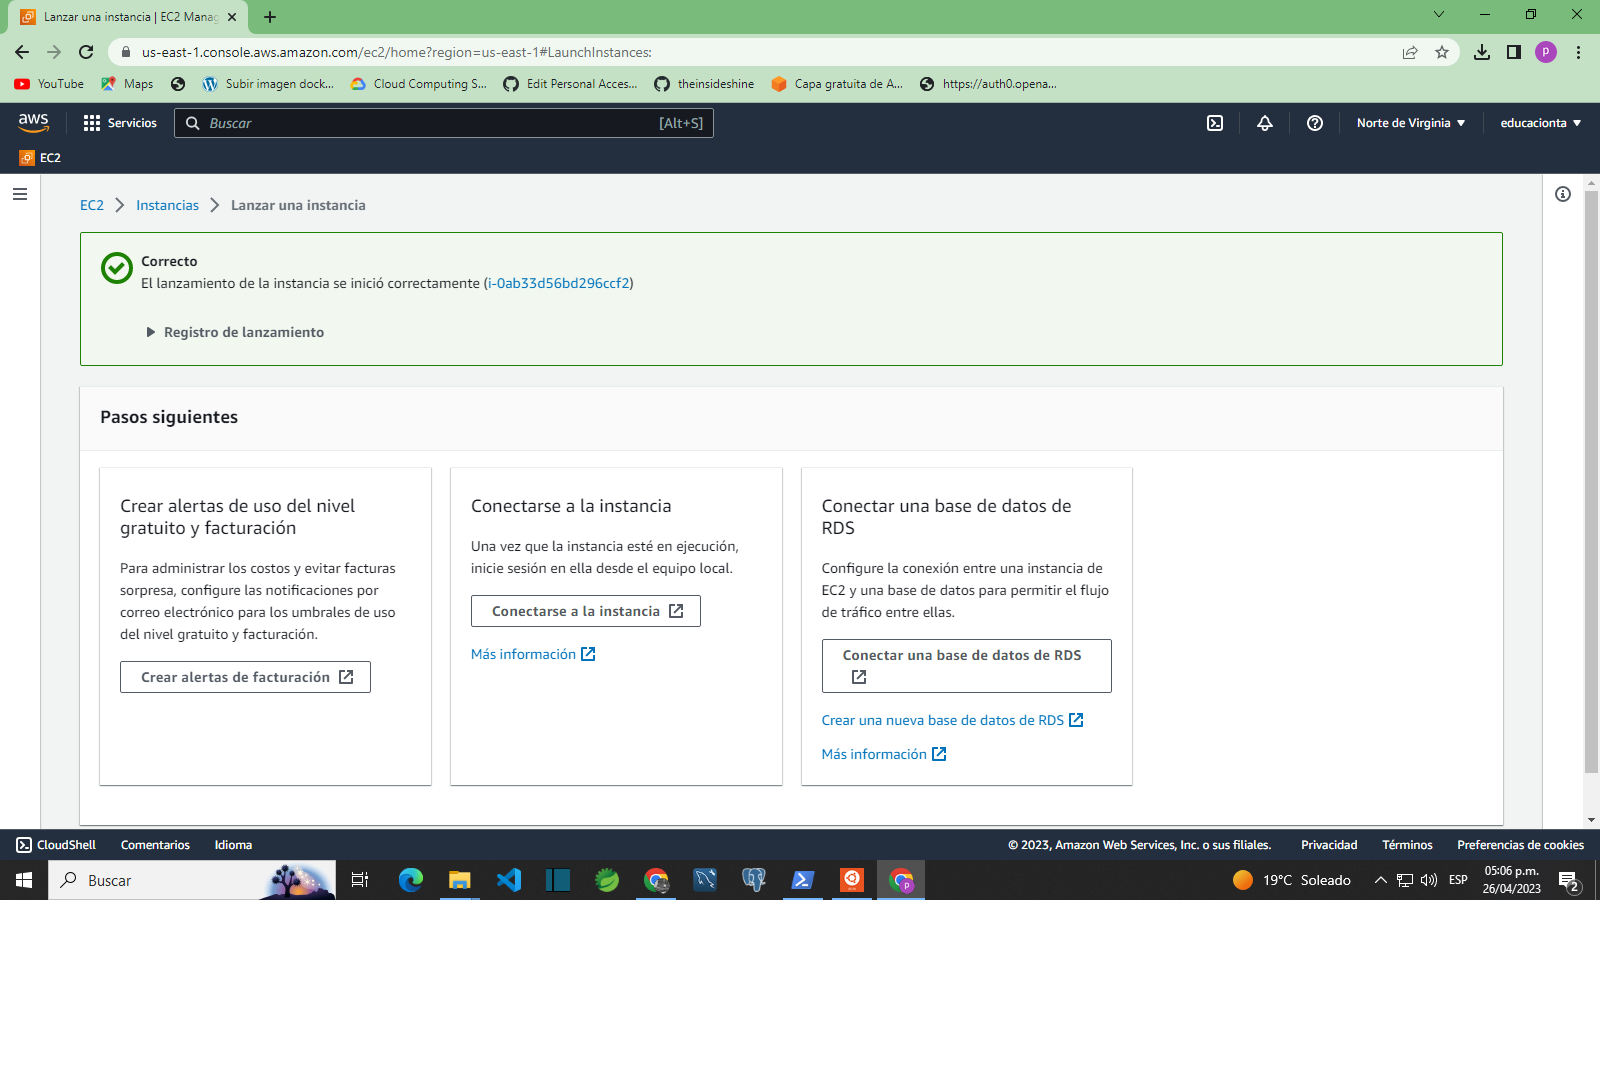 Lanzar una instancia | EC2 Manag
us-east-1.console.aws.amazon.com/ec2/home?region=us-east-1#LaunchInstances:
P
YouTube
Maps
Subir imagen dock...
Cloud Computing S...
Edit Personal Acces...
theinsideshine
Capa gratuita de A...
https://auth0.opena...
aws
Servicios
Buscar
[Alt+S]
Norte de Virginia
educacionta
EC2
EC2
Instancias
Lanzar una instancia
Correcto
El lanzamiento de la instancia se inició correctamente (i-0ab33d56bd296ccf2)
Registro de lanzamiento
Pasos siguientes
Crear alertas de uso del nivel
gratuito y facturación
Para administrar los costos y evitar facturas
sorpresa, configure las notificaciones por
correo electrónico para los umbrales de uso
del nivel gratuito y facturación.
Crear alertas de facturación
Conectarse a la instancia
Una vez que la instancia esté en ejecución,
inicie sesión en ella desde el equipo local.
Conectarse a la instancia
Más información
Conectar una base de datos de
RDS
Configure la conexión entre una instancia de
EC2 y una base de datos para permitir el flujo
de tráfico entre ellas.
Conectar una base de datos de RDS
Crear una nueva base de datos de RDS
Más información
CloudShell
Comentarios
Idioma
© 2023, Amazon Web Services, Inc. o sus filiales.
Privacidad
Términos
Preferencias de cookies
Buscar
19°C Soleado
ESP
05:06 p.m.
26/04/2023
2